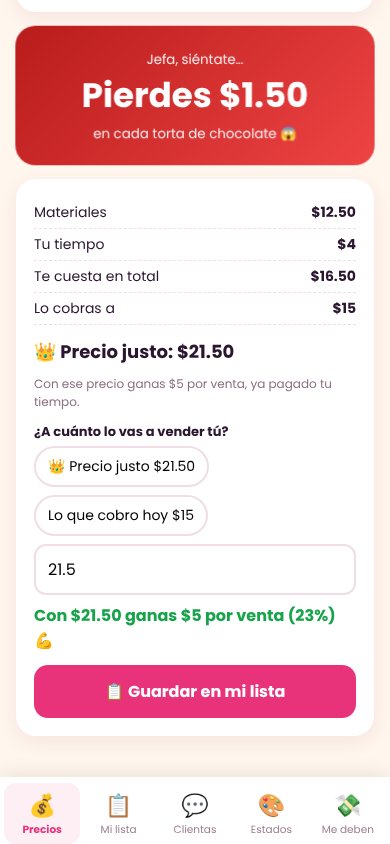 Jefa, siéntate...
Pierdes $1.50
en cada torta de chocolate 😱
Materiales $12.50
Tu tiempo $4
Te cuesta en total $16.50
Lo cobras a $15
👑 Precio justo: $21.50
Con ese precio ganas $5 por venta, ya pagado tu
tiempo.
¿A cuánto lo vas a vender tú?
👑 Precio justo $21.50
Lo que cobro hoy $15
21.5
Con $21.50 ganas $5 por venta (23%)
💪
📋 Guardar en mi lista
Precios Mi lista Clientas Estados Me deben